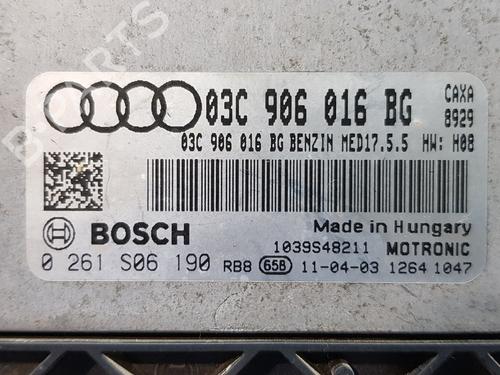 03C 906 016 BG CAXA
8929
03C 906 016 BG BENZIN MED17.5.5 HW: H08
BOSCH
Made in Hungary
1039S48211 MOTRONIC
0 261 S06 190 RB8 658 11-04-03 1264 1047